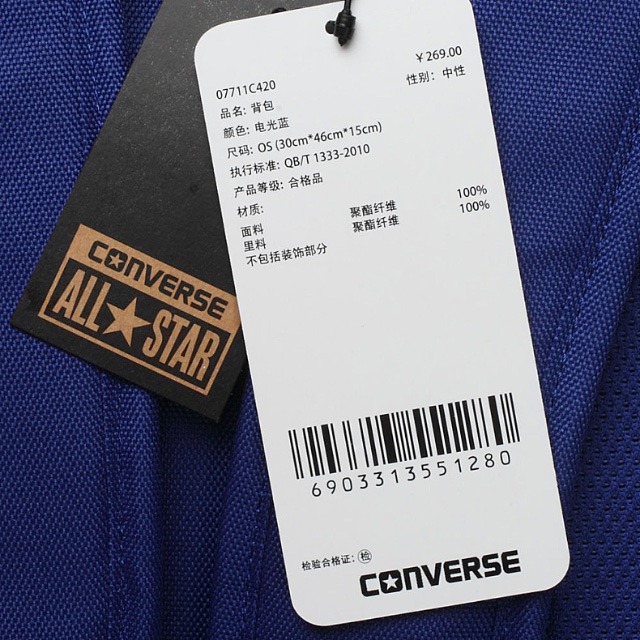 ¥269.00
07711C420
性别: 中性
品名: 背包
颜色: 电光蓝
尺码: OS (30cm*46cm*15cm)
执行标准: QB/T 1333-2010
产品等级: 合格品
材质:
面料 聚酯纤维 100%
里料 聚酯纤维 100%
不包括装饰部分
CONVERSE
ALL★STAR
6903313551280
检验合格证: 检
CONVERSE